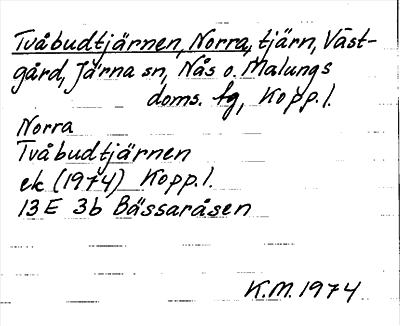 Tvåbudtjärnen, Norra, tjärn, Väst-
gård, Järna sn, Nås o. Malungs
doms. fg, Kopp. l.
Norra
Tvåbudtjärnen
ek (1974) Kopp. l.
13 E 3b Bässaråsen
K.M. 1974